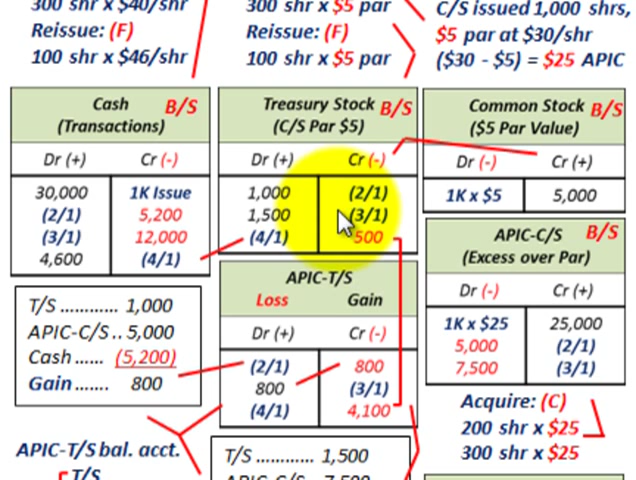 300 shr x $40/shr
Reissue: (F)
100 shr x $46/shr
300 shr x $5 par
Reissue: (F)
100 shr x $5 par
C/S issued 1,000 shrs,
$5 par at $30/shr
($30 - $5) = $25 APIC
Cash B/S
(Transactions)
Dr (+) Cr (-)
30,000 1K Issue
(2/1) 5,200
(3/1) 12,000
4,600 (4/1)
Treasury Stock B/S
(C/S Par $5)
Dr (+) Cr (-)
1,000 (2/1)
1,500 (3/1)
(4/1) 500
Common Stock B/S
($5 Par Value)
Dr (-) Cr (+)
1K x $5 5,000
APIC-C/S B/S
(Excess over Par)
Dr (-) Cr (+)
1K x $25 25,000
5,000 (2/1)
7,500 (3/1)
APIC-T/S
Loss Gain
Dr (+) Cr (-)
(2/1) 800
800 (3/1)
(4/1) 4,100
T/S ............. 1,000
APIC-C/S .. 5,000
Cash ...... (5,200)
Gain ....... 800
Acquire: (C)
200 shr x $25
300 shr x $25
APIC-T/S bal. acct.
T/S
T/S ............ 1,500